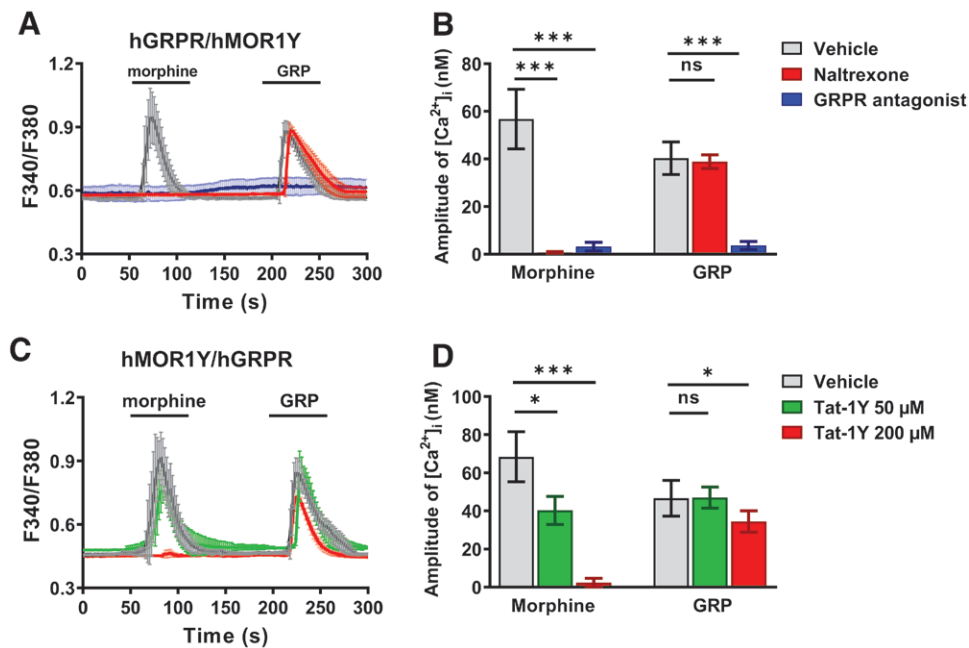 A
hGRPR/hMOR1Y
morphine
GRP
F340/F380
1.2
0.9
0.6
0.3
0
50
100
150
200
250
300
Time (s)
B
Vehicle
Naltrexone
GRPR antagonist
***
***
***
ns
Amplitude of [Ca²⁺]ᵢ (nM)
80
60
40
20
0
Morphine
GRP
C
hMOR1Y/hGRPR
morphine
GRP
F340/F380
1.2
0.9
0.6
0.3
0
50
100
150
200
250
300
Time (s)
D
Vehicle
Tat-1Y 50 µM
Tat-1Y 200 µM
***
*
*
ns
Amplitude of [Ca²⁺]ᵢ (nM)
100
80
60
40
20
0
Morphine
GRP